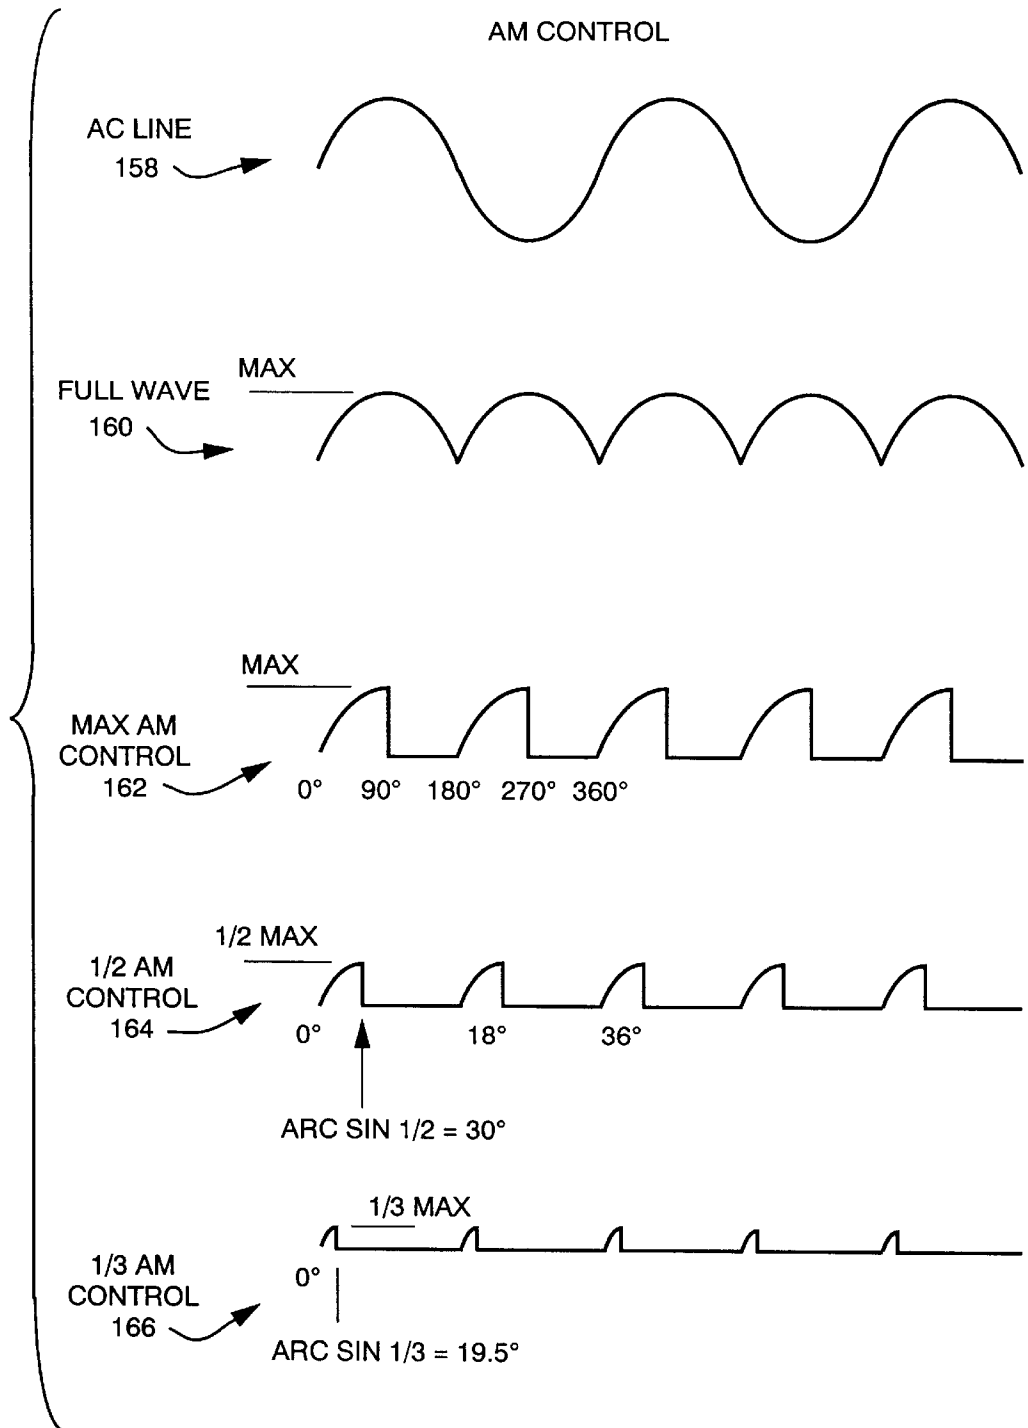 AM CONTROL
AC LINE
158
MAX
FULL WAVE
160
MAX
MAX AM
CONTROL
162
0° 90° 180° 270° 360°
1/2 MAX
1/2 AM
CONTROL
164
0° 18° 36°
ARC SIN 1/2 = 30°
1/3 MAX
1/3 AM
CONTROL
166
0°
ARC SIN 1/3 = 19.5°